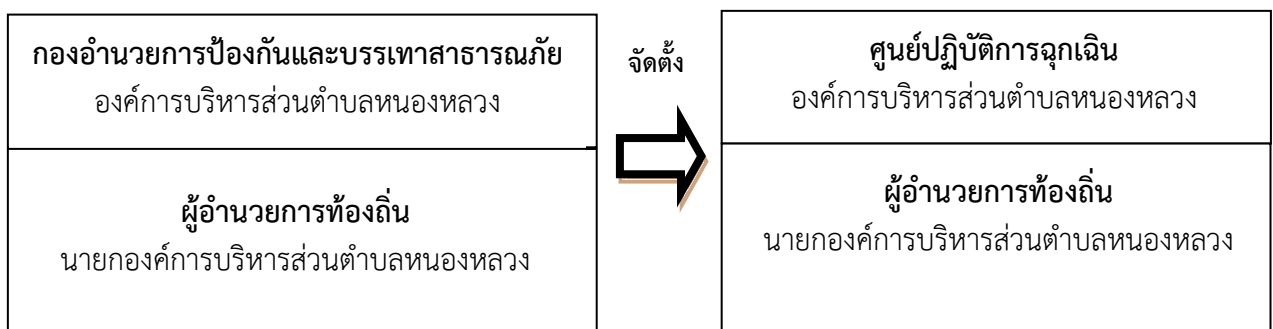 กองอำนวยการป้องกันและบรรเทาสาธารณภัย
องค์การบริหารส่วนตำบลหนองหลวง
ผู้อำนวยการท้องถิ่น
นายกองค์การบริหารส่วนตำบลหนองหลวง
จัดตั้ง
ศูนย์ปฏิบัติการฉุกเฉิน
องค์การบริหารส่วนตำบลหนองหลวง
ผู้อำนวยการท้องถิ่น
นายกองค์การบริหารส่วนตำบลหนองหลวง